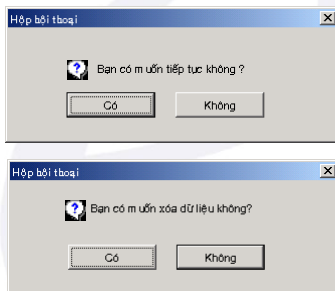 Hộp hội thoại
Bạn có m uốn tiếp tục không ?
Có Không
Hộp hội thoại
Bạn có m uốn xóa dữ liệu không?
Có Không